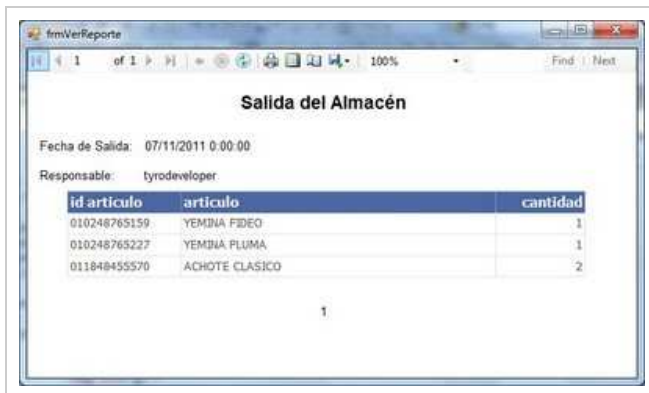 frmVerReporte
1 of 1 100% Find Next
Salida del Almacén
Fecha de Salida: 07/11/2011 0:00:00
Responsable: tyrodeveloper
id articulo articulo cantidad
010248765159 YEMINA FIDEO 1
010248765227 YEMINA PLUMA 1
011848455570 ACHOTE CLASICO 2
1